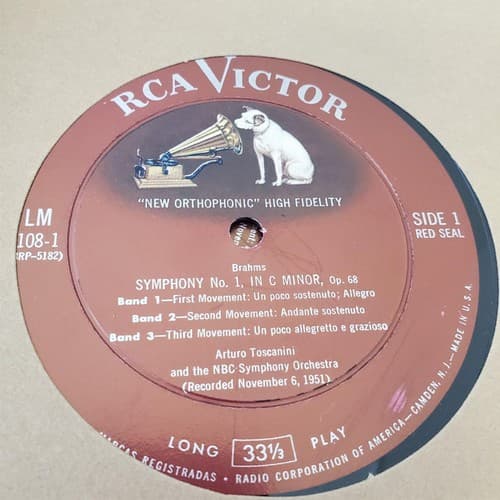 RCA VICTOR
"NEW ORTHOPHONIC" HIGH FIDELITY
LM
108-1
RP-5182)
SIDE 1
RED SEAL
Brahms
SYMPHONY No. 1, IN C MINOR, Op. 68
Band 1—First Movement: Un poco sostenuto; Allegro
Band 2—Second Movement: Andante sostenuto
Band 3—Third Movement: Un poco allegretto e grazioso
Arturo Toscanini
and the NBC Symphony Orchestra
(Recorded November 6, 1951)
LONG 33⅓ PLAY
MARCAS REGISTRADAS • RADIO CORPORATION OF AMERICA—CAMDEN, N.J.—MADE IN U.S.A.